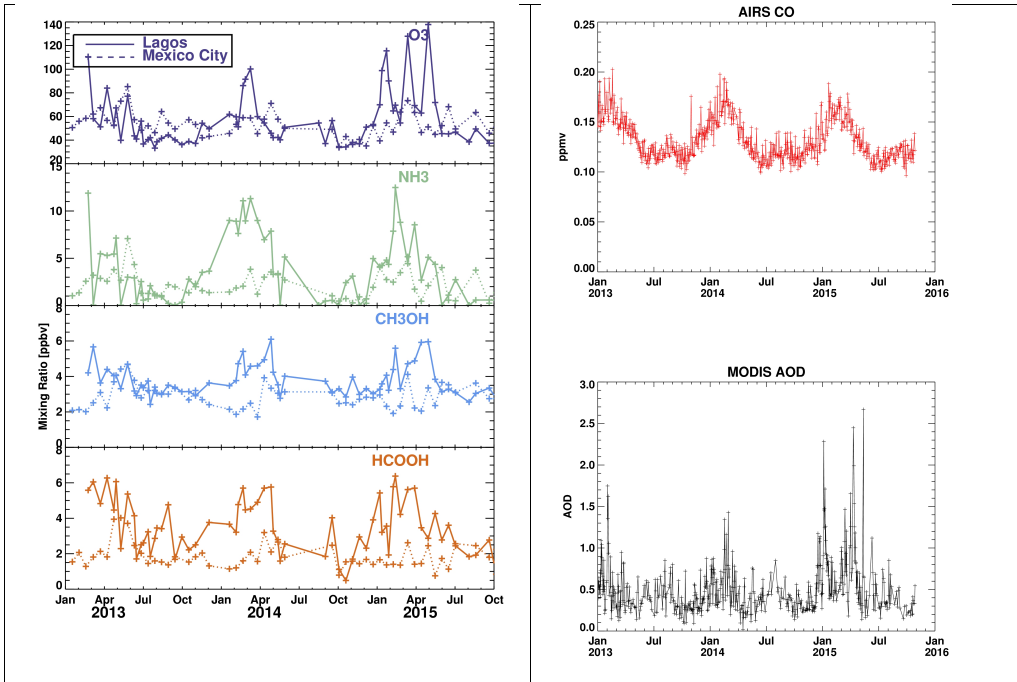 O3
Lagos
Mexico City
140
120
100
80
60
40
20
NH3
15
10
5
0
CH3OH
8
6
4
2
0
HCOOH
8
6
4
2
0
Mixing Ratio [ppbv]
Jan Apr Jul Oct Jan Apr Jul Oct Jan Apr Jul Oct
2013 2014 2015
AIRS CO
0.25
0.20
0.15
0.10
0.05
0.00
ppmv
Jan Jul Jan Jul Jan Jul Jan
2013 2014 2015 2016
MODIS AOD
3.0
2.5
2.0
1.5
1.0
0.5
0.0
AOD
Jan Jul Jan Jul Jan Jul Jan
2013 2014 2015 2016